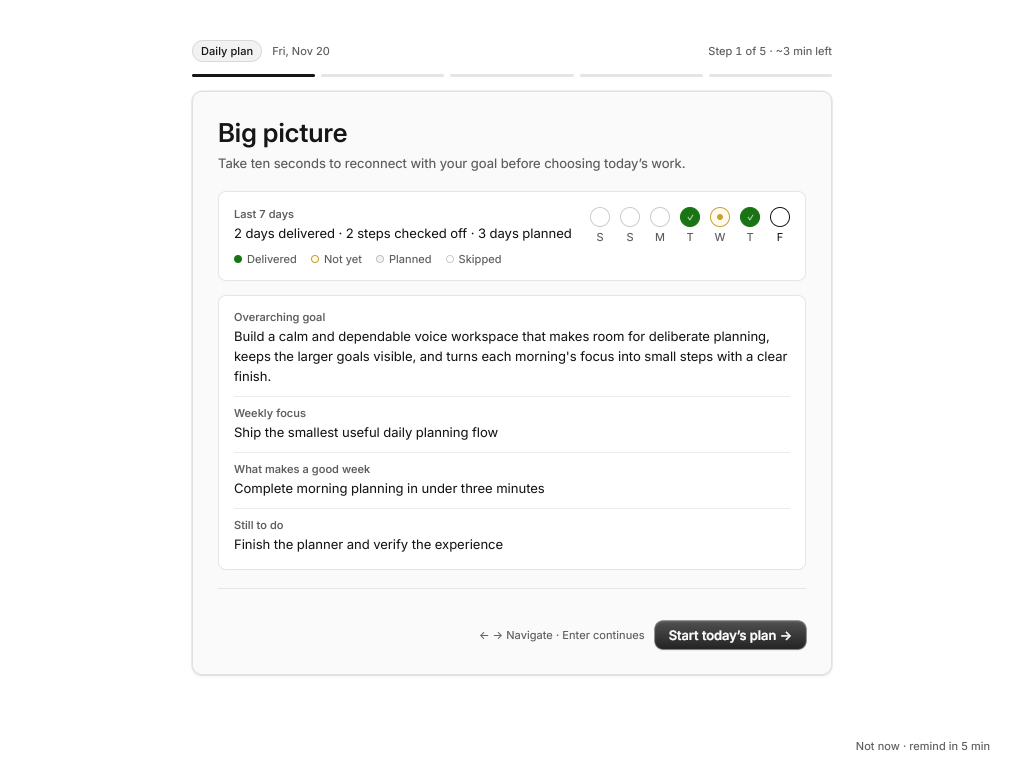 Daily plan Fri, Nov 20 Step 1 of 5 · ~3 min left
Big picture
Take ten seconds to reconnect with your goal before choosing today’s work.
Last 7 days
2 days delivered · 2 steps checked off · 3 days planned
S S M T W T F
Delivered Not yet Planned Skipped
Overarching goal
Build a calm and dependable voice workspace that makes room for deliberate planning,
keeps the larger goals visible, and turns each morning's focus into small steps with a clear
finish.
Weekly focus
Ship the smallest useful daily planning flow
What makes a good week
Complete morning planning in under three minutes
Still to do
Finish the planner and verify the experience
← → Navigate · Enter continues Start today’s plan →
Not now · remind in 5 min